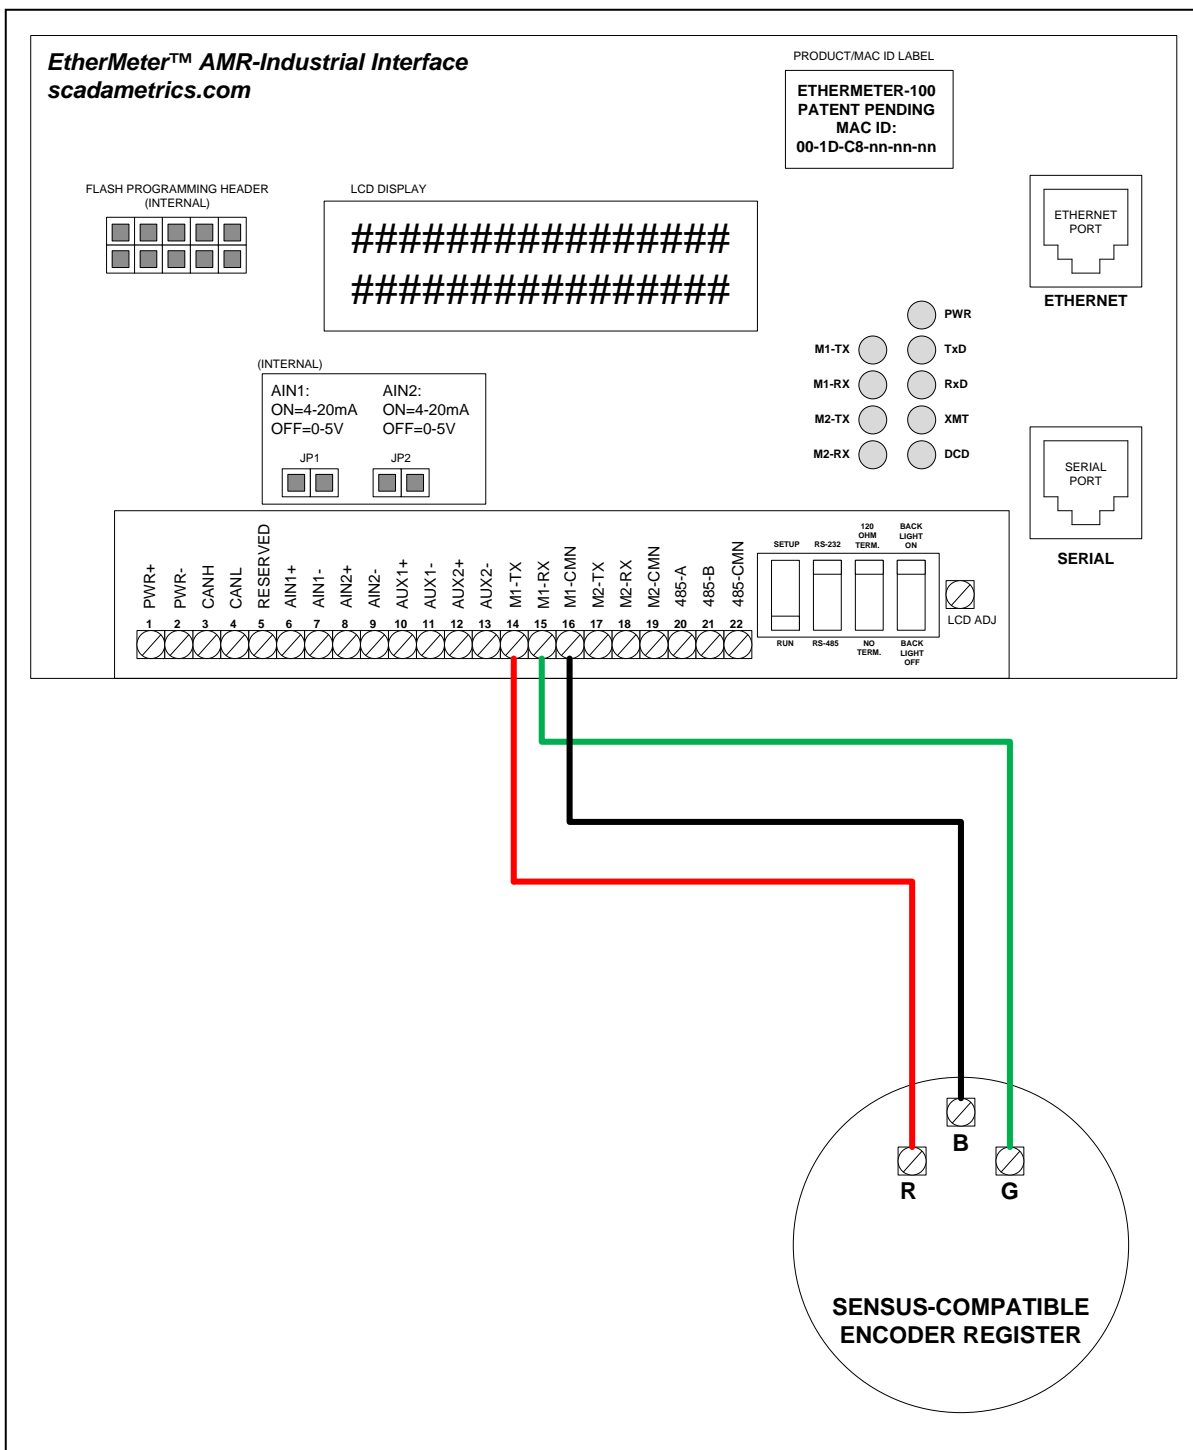 EtherMeter™ AMR-Industrial Interface
scadametrics.com
PRODUCT/MAC ID LABEL
ETHERMETER-100
PATENT PENDING
MAC ID:
00-1D-C8-nn-nn-nn
FLASH PROGRAMMING HEADER
(INTERNAL)
LCD DISPLAY
################
################
ETHERNET
PORT
ETHERNET
PWR
M1-TX
TxD
M1-RX
RxD
M2-TX
XMT
M2-RX
DCD
(INTERNAL)
AIN1:
ON=4-20mA
OFF=0-5V
JP1
AIN2:
ON=4-20mA
OFF=0-5V
JP2
SERIAL
PORT
SERIAL
PWR+
PWR-
CANH
CANL
RESERVED
AIN1+
AIN1-
AIN2+
AIN2-
AUX1+
AUX1-
AUX2+
AUX2-
M1-TX
M1-RX
M1-CMN
M2-TX
M2-RX
M2-CMN
485-A
485-B
485-CMN
1 2 3 4 5 6 7 8 9 10 11 12 13 14 15 16 17 18 19 20 21 22
SETUP
RUN
RS-232
RS-485
120
OHM
TERM.
NO
TERM.
BACK
LIGHT
ON
BACK
LIGHT
OFF
LCD ADJ
B
R
G
SENSUS-COMPATIBLE
ENCODER REGISTER